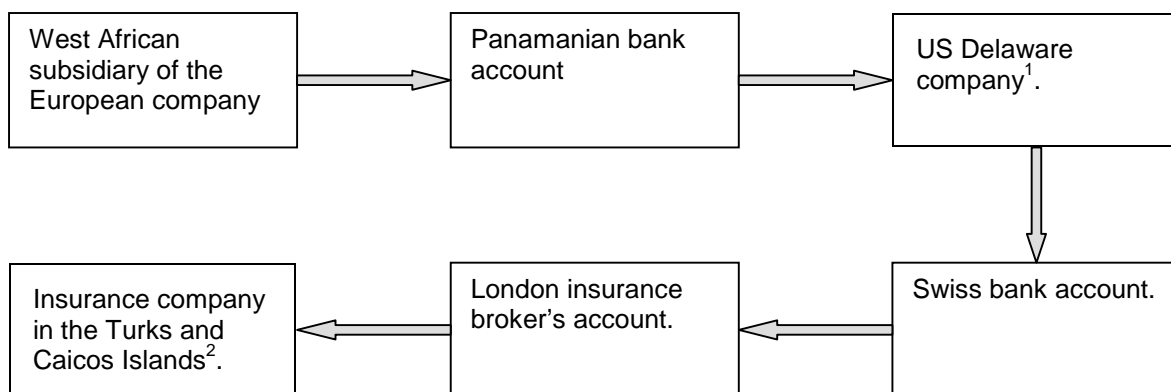 West African
subsidiary of the
European company
Panamanian bank
account
US Delaware
company¹.
Swiss bank account.
London insurance
broker's account.
Insurance company
in the Turks and
Caicos Islands².